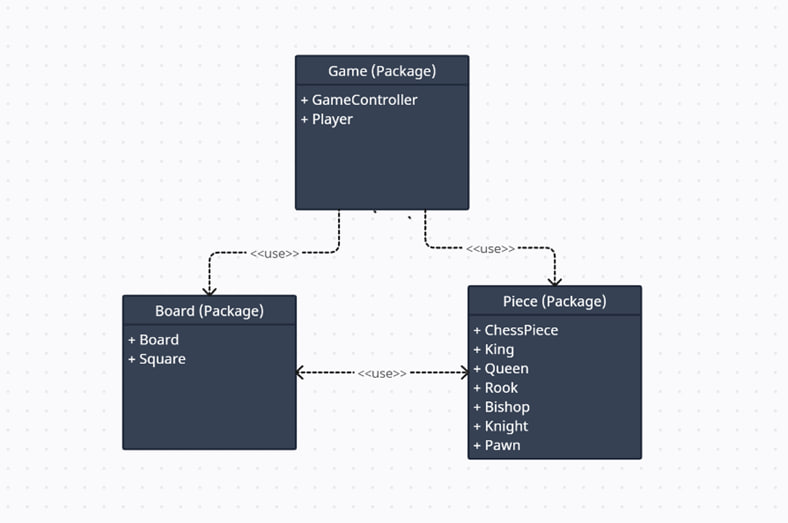 Game (Package)
+ GameController
+ Player
<<use>>
<<use>>
Board (Package)
+ Board
+ Square
<<use>>
Piece (Package)
+ ChessPiece
+ King
+ Queen
+ Rook
+ Bishop
+ Knight
+ Pawn